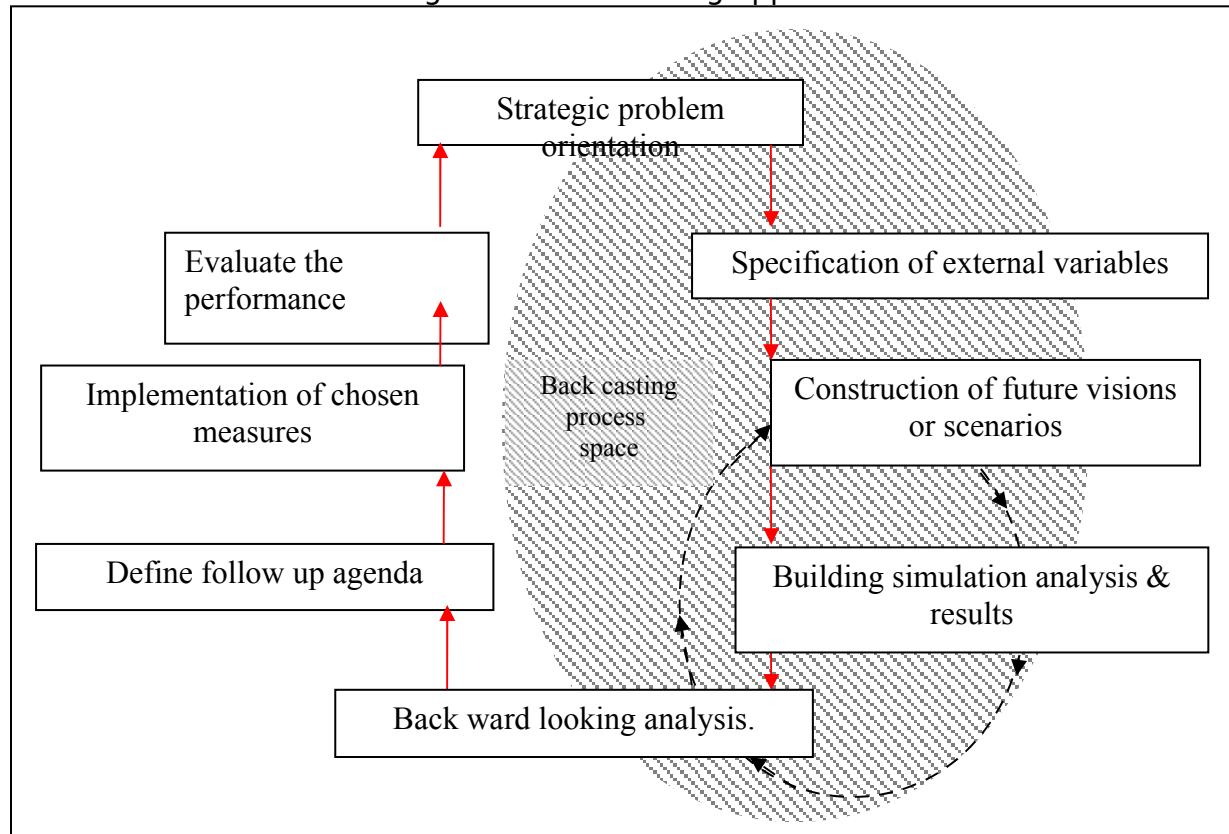 Strategic problem
orientation
Evaluate the
performance
Specification of external variables
Implementation of chosen
measures
Back casting
process
space
Construction of future visions
or scenarios
Define follow up agenda
Building simulation analysis &
results
Back ward looking analysis.